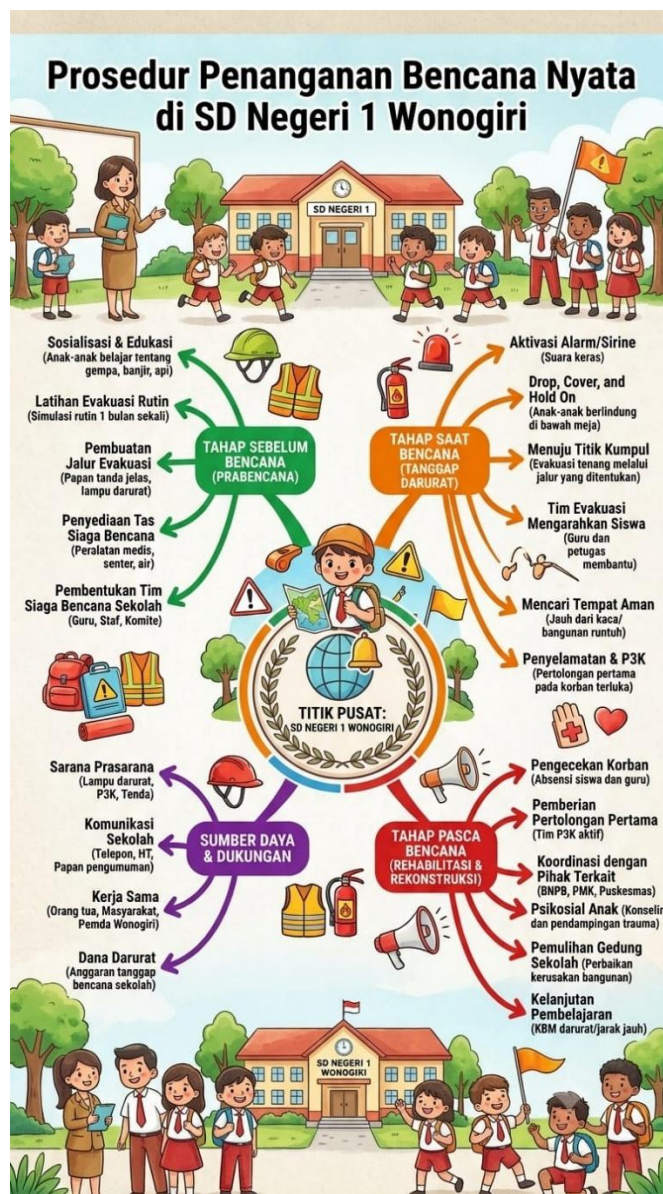 Prosedur Penanganan Bencana Nyata
di SD Negeri 1 Wonogiri
SD NEGERI 1
Sosialisasi & Edukasi
(Anak-anak belajar tentang
gempa, banjir, api)
Latihan Evakuasi Rutin
(Simulasi rutin 1 bulan sekali)
Pembuatan
Jalur Evakuasi
(Papan tanda jelas,
lampu darurat)
Penyediaan Tas
Siaga Bencana
(Peralatan medis,
senter, air)
Pembentukan Tim
Siaga Bencana Sekolah
(Guru, Staf, Komite)
TAHAP SEBELUM
BENCANA
(PRABENCANA)
TAHAP SAAT
BENCANA
(TANGGAP
DARURAT)
Aktivasi Alarm/Sirine
(Suara keras)
Drop, Cover, and
Hold On
(Anak-anak berlindung
di bawah meja)
Menuju Titik Kumpul
(Evakuasi tenang melalui
jalur yang ditentukan)
Tim Evakuasi
Mengarahkan Siswa
(Guru dan
petugas
membantu)
Mencari Tempat Aman
(Jauh dari kaca/
bangunan runtuh)
Penyelamatan & P3K
(Pertolongan pertama
pada korban terluka)
TITIK PUSAT:
SD NEGERI 1 WONOGIRI
Sarana Prasarana
(Lampu darurat,
P3K, Tenda)
Komunikasi
Sekolah
(Telepon, HT,
Papan pengumuman)
Kerja Sama
(Orang tua, Masyarakat,
Pemda Wonogiri)
Dana Darurat
(Anggaran tanggap
bencana sekolah)
SUMBER DAYA
& DUKUNGAN
TAHAP PASCA
BENCANA
(REHABILITASI &
REKONSTRUKSI)
Pengecekan Korban
(Absensi siswa dan guru)
Pemberian
Pertolongan Pertama
(Tim P3K aktif)
Koordinasi dengan
Pihak Terkait
(BNPB, PMK, Puskesmas)
Psikosial Anak (Konselin
dan pendampingan trauma)
Pemulihan Gedung
Sekolah (Perbaikan
kerusakan bangunan)
Kelanjutan
Pembelajaran
(KBM darurat/jarak jauh)
SD NEGERI 1
WONOGIKI